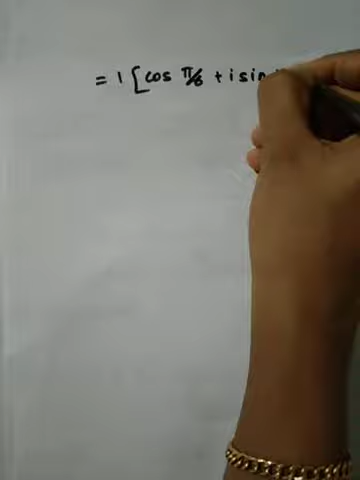 = 1 [cos π/6 + i sin